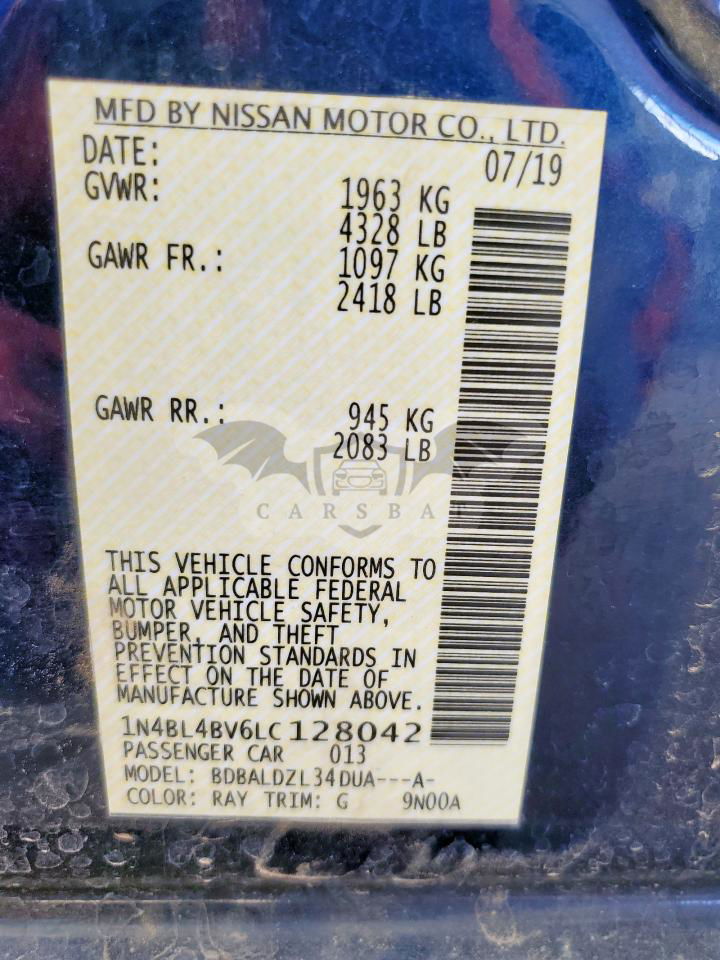 MFD BY NISSAN MOTOR CO., LTD.
DATE: 07/19
GVWR: 1963 KG
4328 LB
GAWR FR.: 1097 KG
2418 LB
GAWR RR.: 945 KG
2083 LB
CARSBAT
THIS VEHICLE CONFORMS TO
ALL APPLICABLE FEDERAL
MOTOR VEHICLE SAFETY,
BUMPER, AND THEFT
PREVENTION STANDARDS IN
EFFECT ON THE DATE OF
MANUFACTURE SHOWN ABOVE.
1N4BL4BV6LC128042
PASSENGER CAR 013
MODEL: BDBALDZL34DUA---A-
COLOR: RAY TRIM: G 9N00A